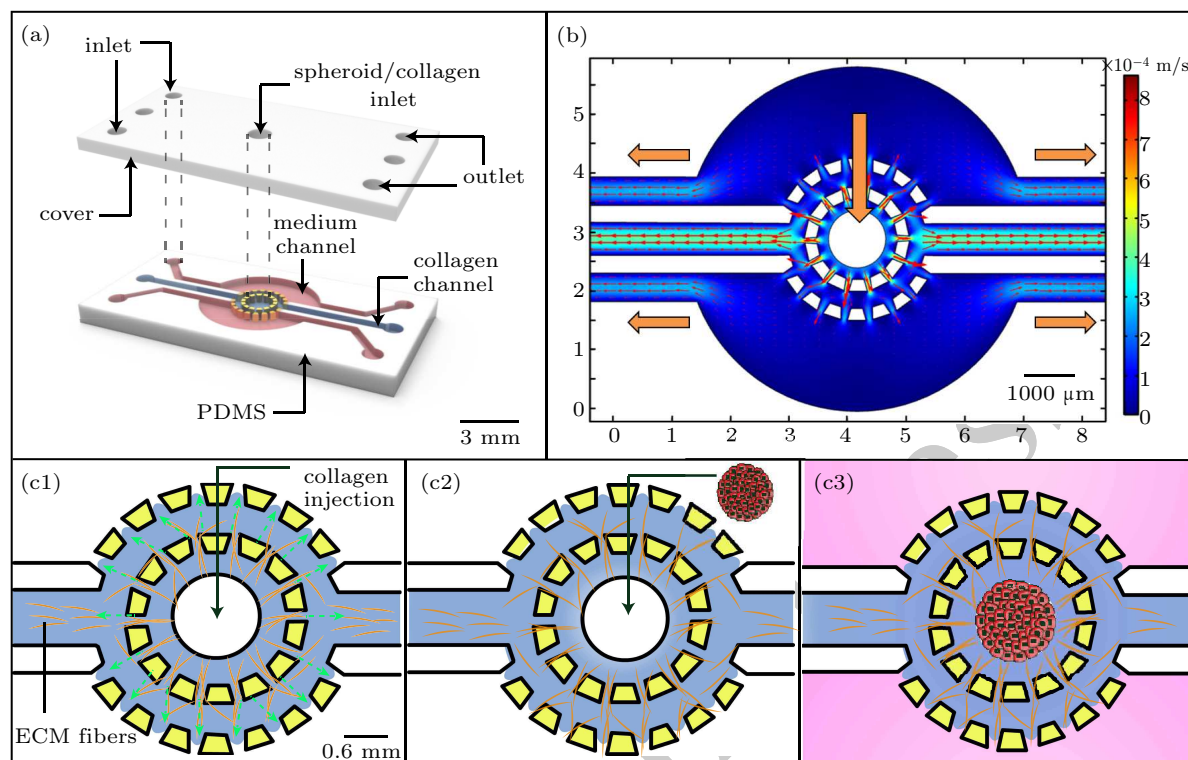 (a)
inlet
spheroid/collagen
inlet
outlet
cover
medium
channel
collagen
channel
PDMS
3 mm
(b)
×10⁻⁴ m/s
5
4
3
2
1
0
0 1 2 3 4 5 6 7 8
8
7
6
5
4
3
2
1
0
1000 µm
(c1)
collagen
injection
ECM fibers
0.6 mm
(c2)
(c3)